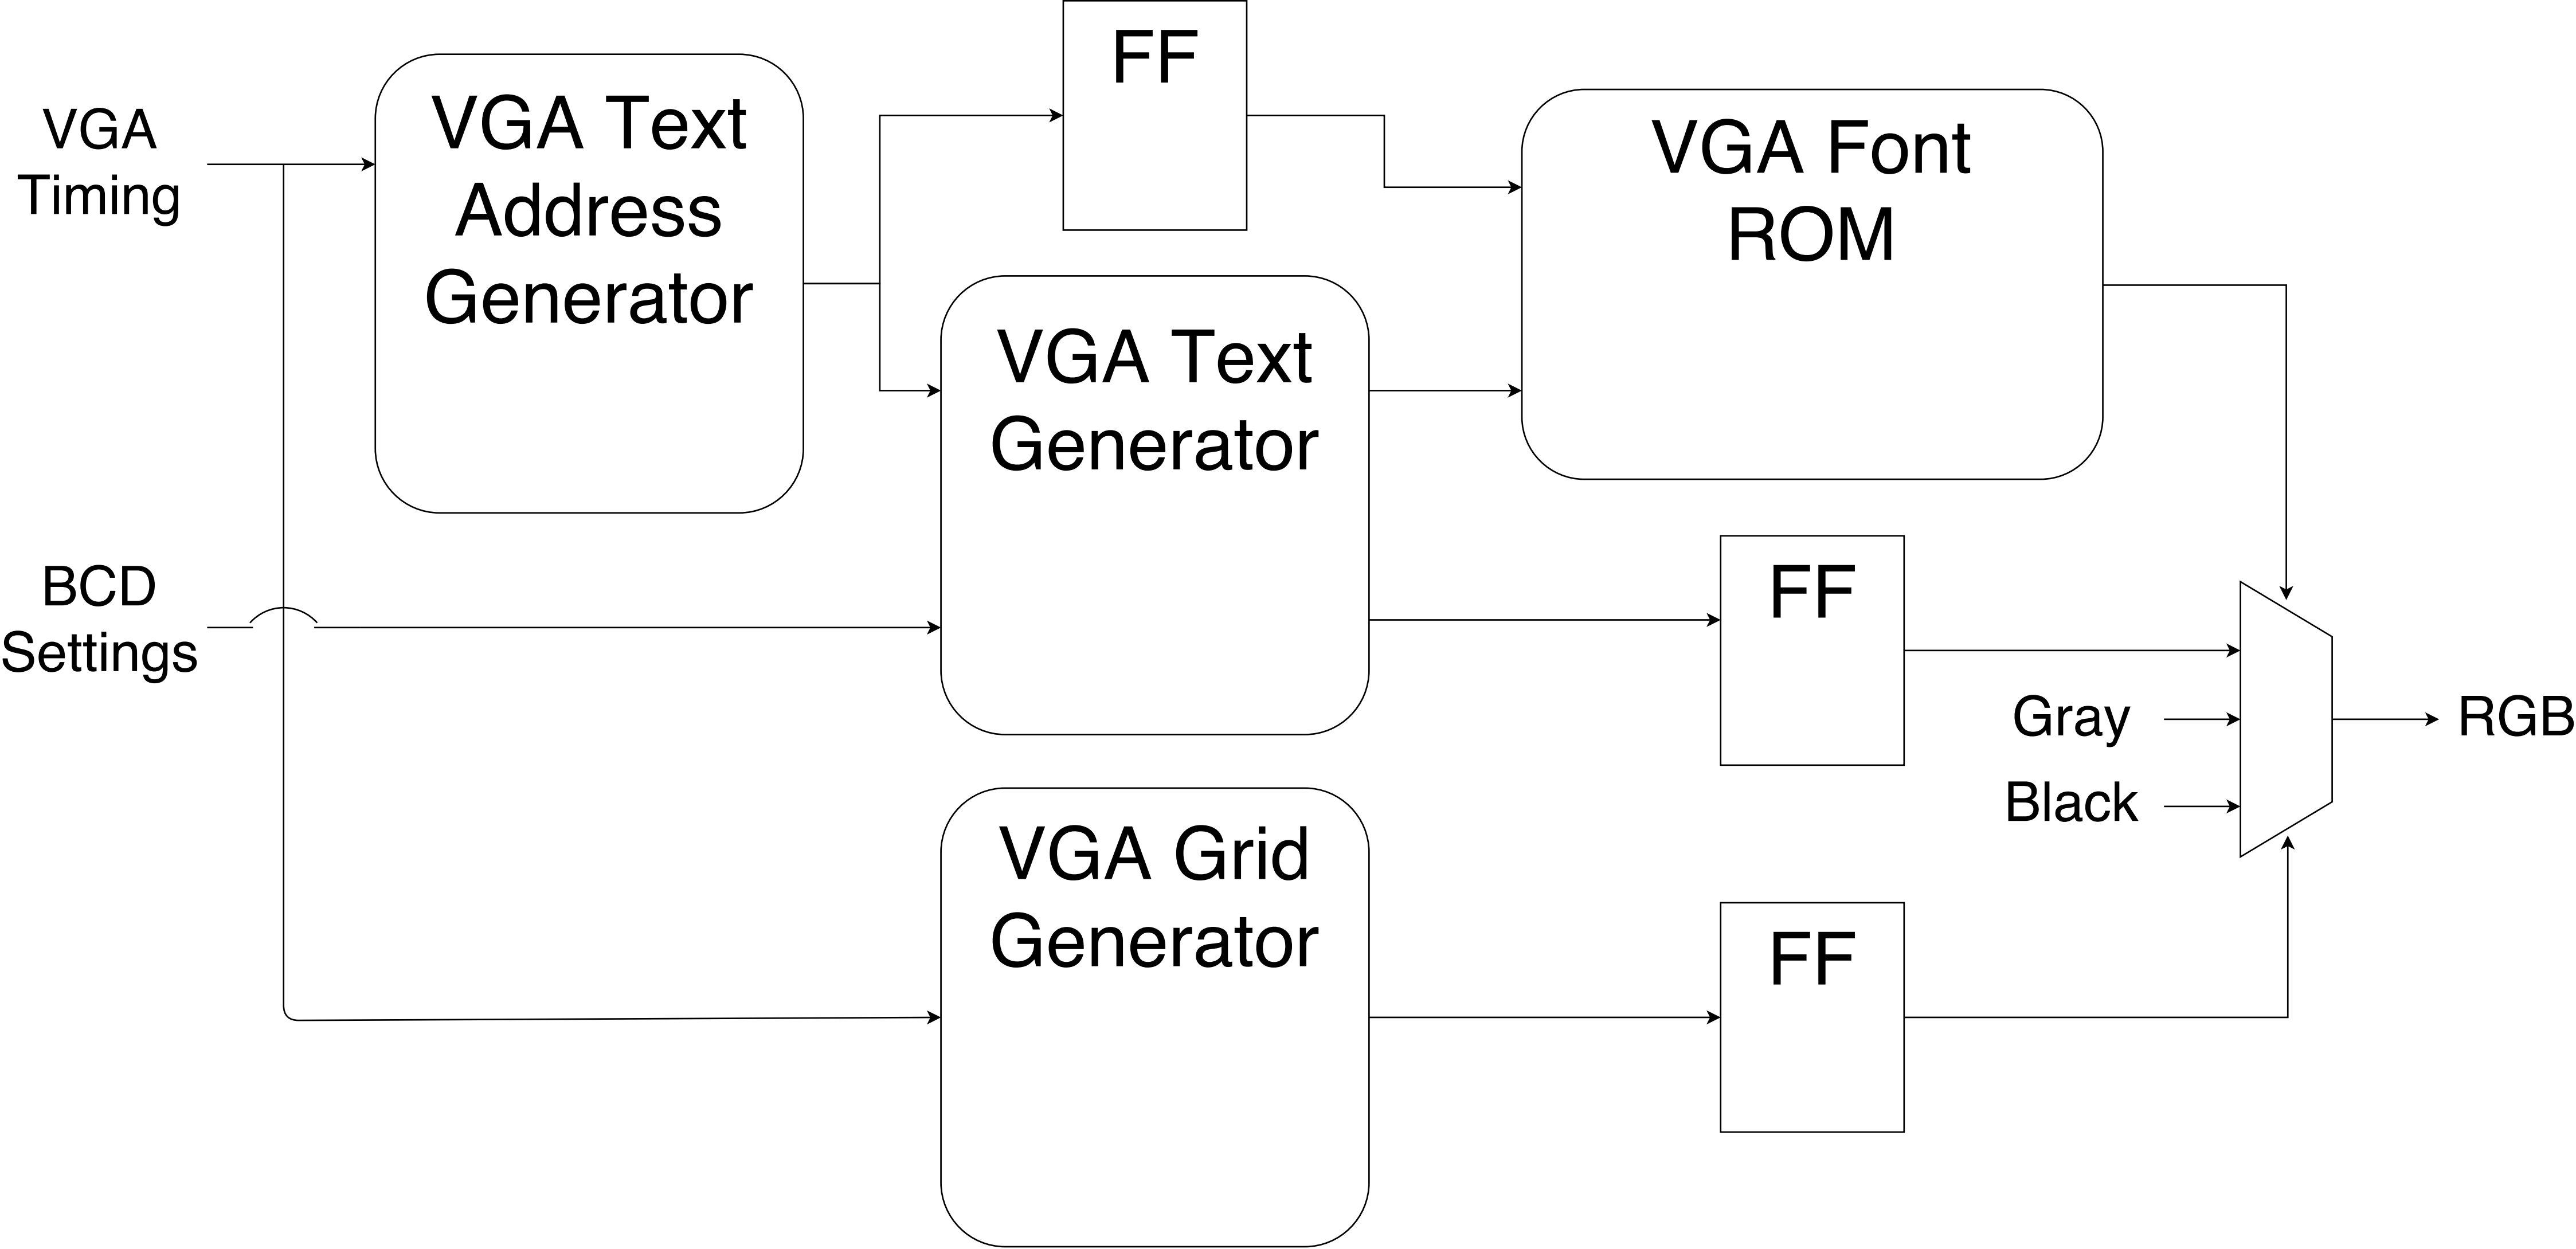 VGA
Timing
VGA Text
Address
Generator
FF
VGA Font
ROM
VGA Text
Generator
BCD
Settings
FF
Gray
Black
RGB
VGA Grid
Generator
FF